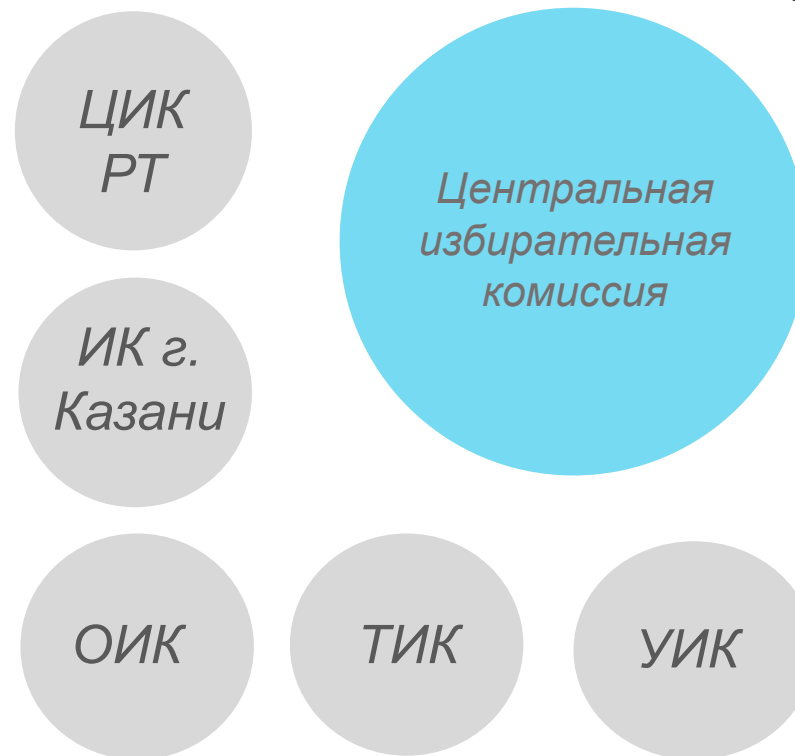 ЦИК
РТ
Центральная
избирательная
комиссия
ИК г.
Казани
ОИК
ТИК
УИК